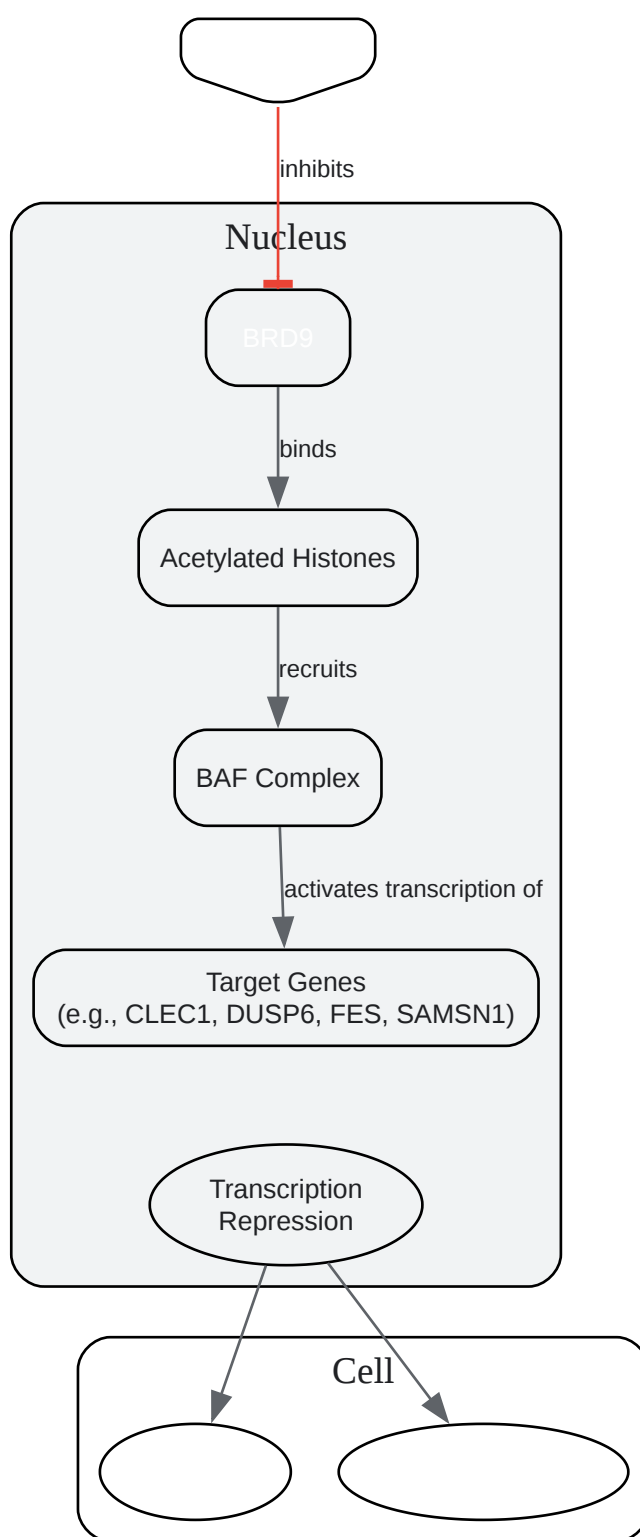 inhibits
Nucleus
BRD9
binds
Acetylated Histones
recruits
BAF Complex
activates transcription of
Target Genes
(e.g., CLEC1, DUSP6, FES, SAMSN1)
Transcription
Repression
Cell